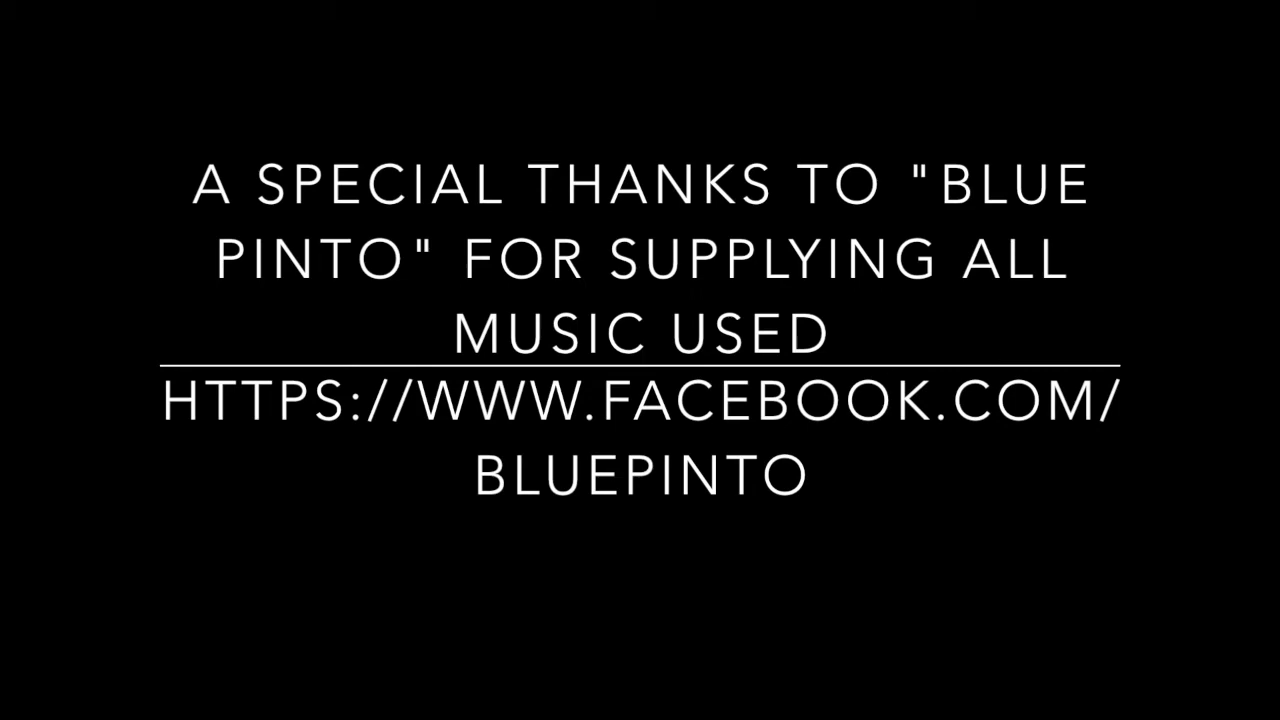 A SPECIAL THANKS TO "BLUE
PINTO" FOR SUPPLYING ALL
MUSIC USED
HTTPS://WWW.FACEBOOK.COM/
BLUEPINTO